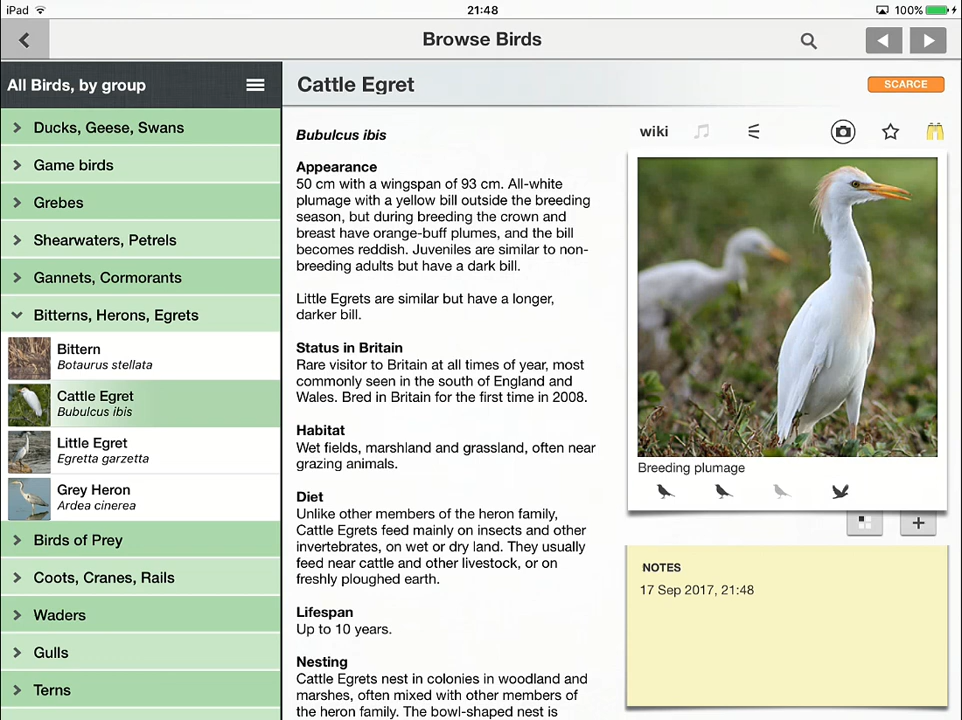 iPad
21:48
100%
Browse Birds
All Birds, by group
Ducks, Geese, Swans
Game birds
Grebes
Shearwaters, Petrels
Gannets, Cormorants
Bitterns, Herons, Egrets
Bittern
Botaurus stellata
Cattle Egret
Bubulcus ibis
Little Egret
Egretta garzetta
Grey Heron
Ardea cinerea
Birds of Prey
Coots, Cranes, Rails
Waders
Gulls
Terns
Cattle Egret
SCARCE
Bubulcus ibis
Appearance
50 cm with a wingspan of 93 cm. All-white
plumage with a yellow bill outside the breeding
season, but during breeding the crown and
breast have orange-buff plumes, and the bill
becomes reddish. Juveniles are similar to non-
breeding adults but have a dark bill.
Little Egrets are similar but have a longer,
darker bill.
Status in Britain
Rare visitor to Britain at all times of year, most
commonly seen in the south of England and
Wales. Bred in Britain for the first time in 2008.
Habitat
Wet fields, marshland and grassland, often near
grazing animals.
Diet
Unlike other members of the heron family,
Cattle Egrets feed mainly on insects and other
invertebrates, on wet or dry land. They usually
feed near cattle and other livestock, or on
freshly ploughed earth.
Lifespan
Up to 10 years.
Nesting
Cattle Egrets nest in colonies in woodland and
marshes, often mixed with other members of
the heron family. The bowl-shaped nest is
wiki
Breeding plumage
NOTES
17 Sep 2017, 21:48